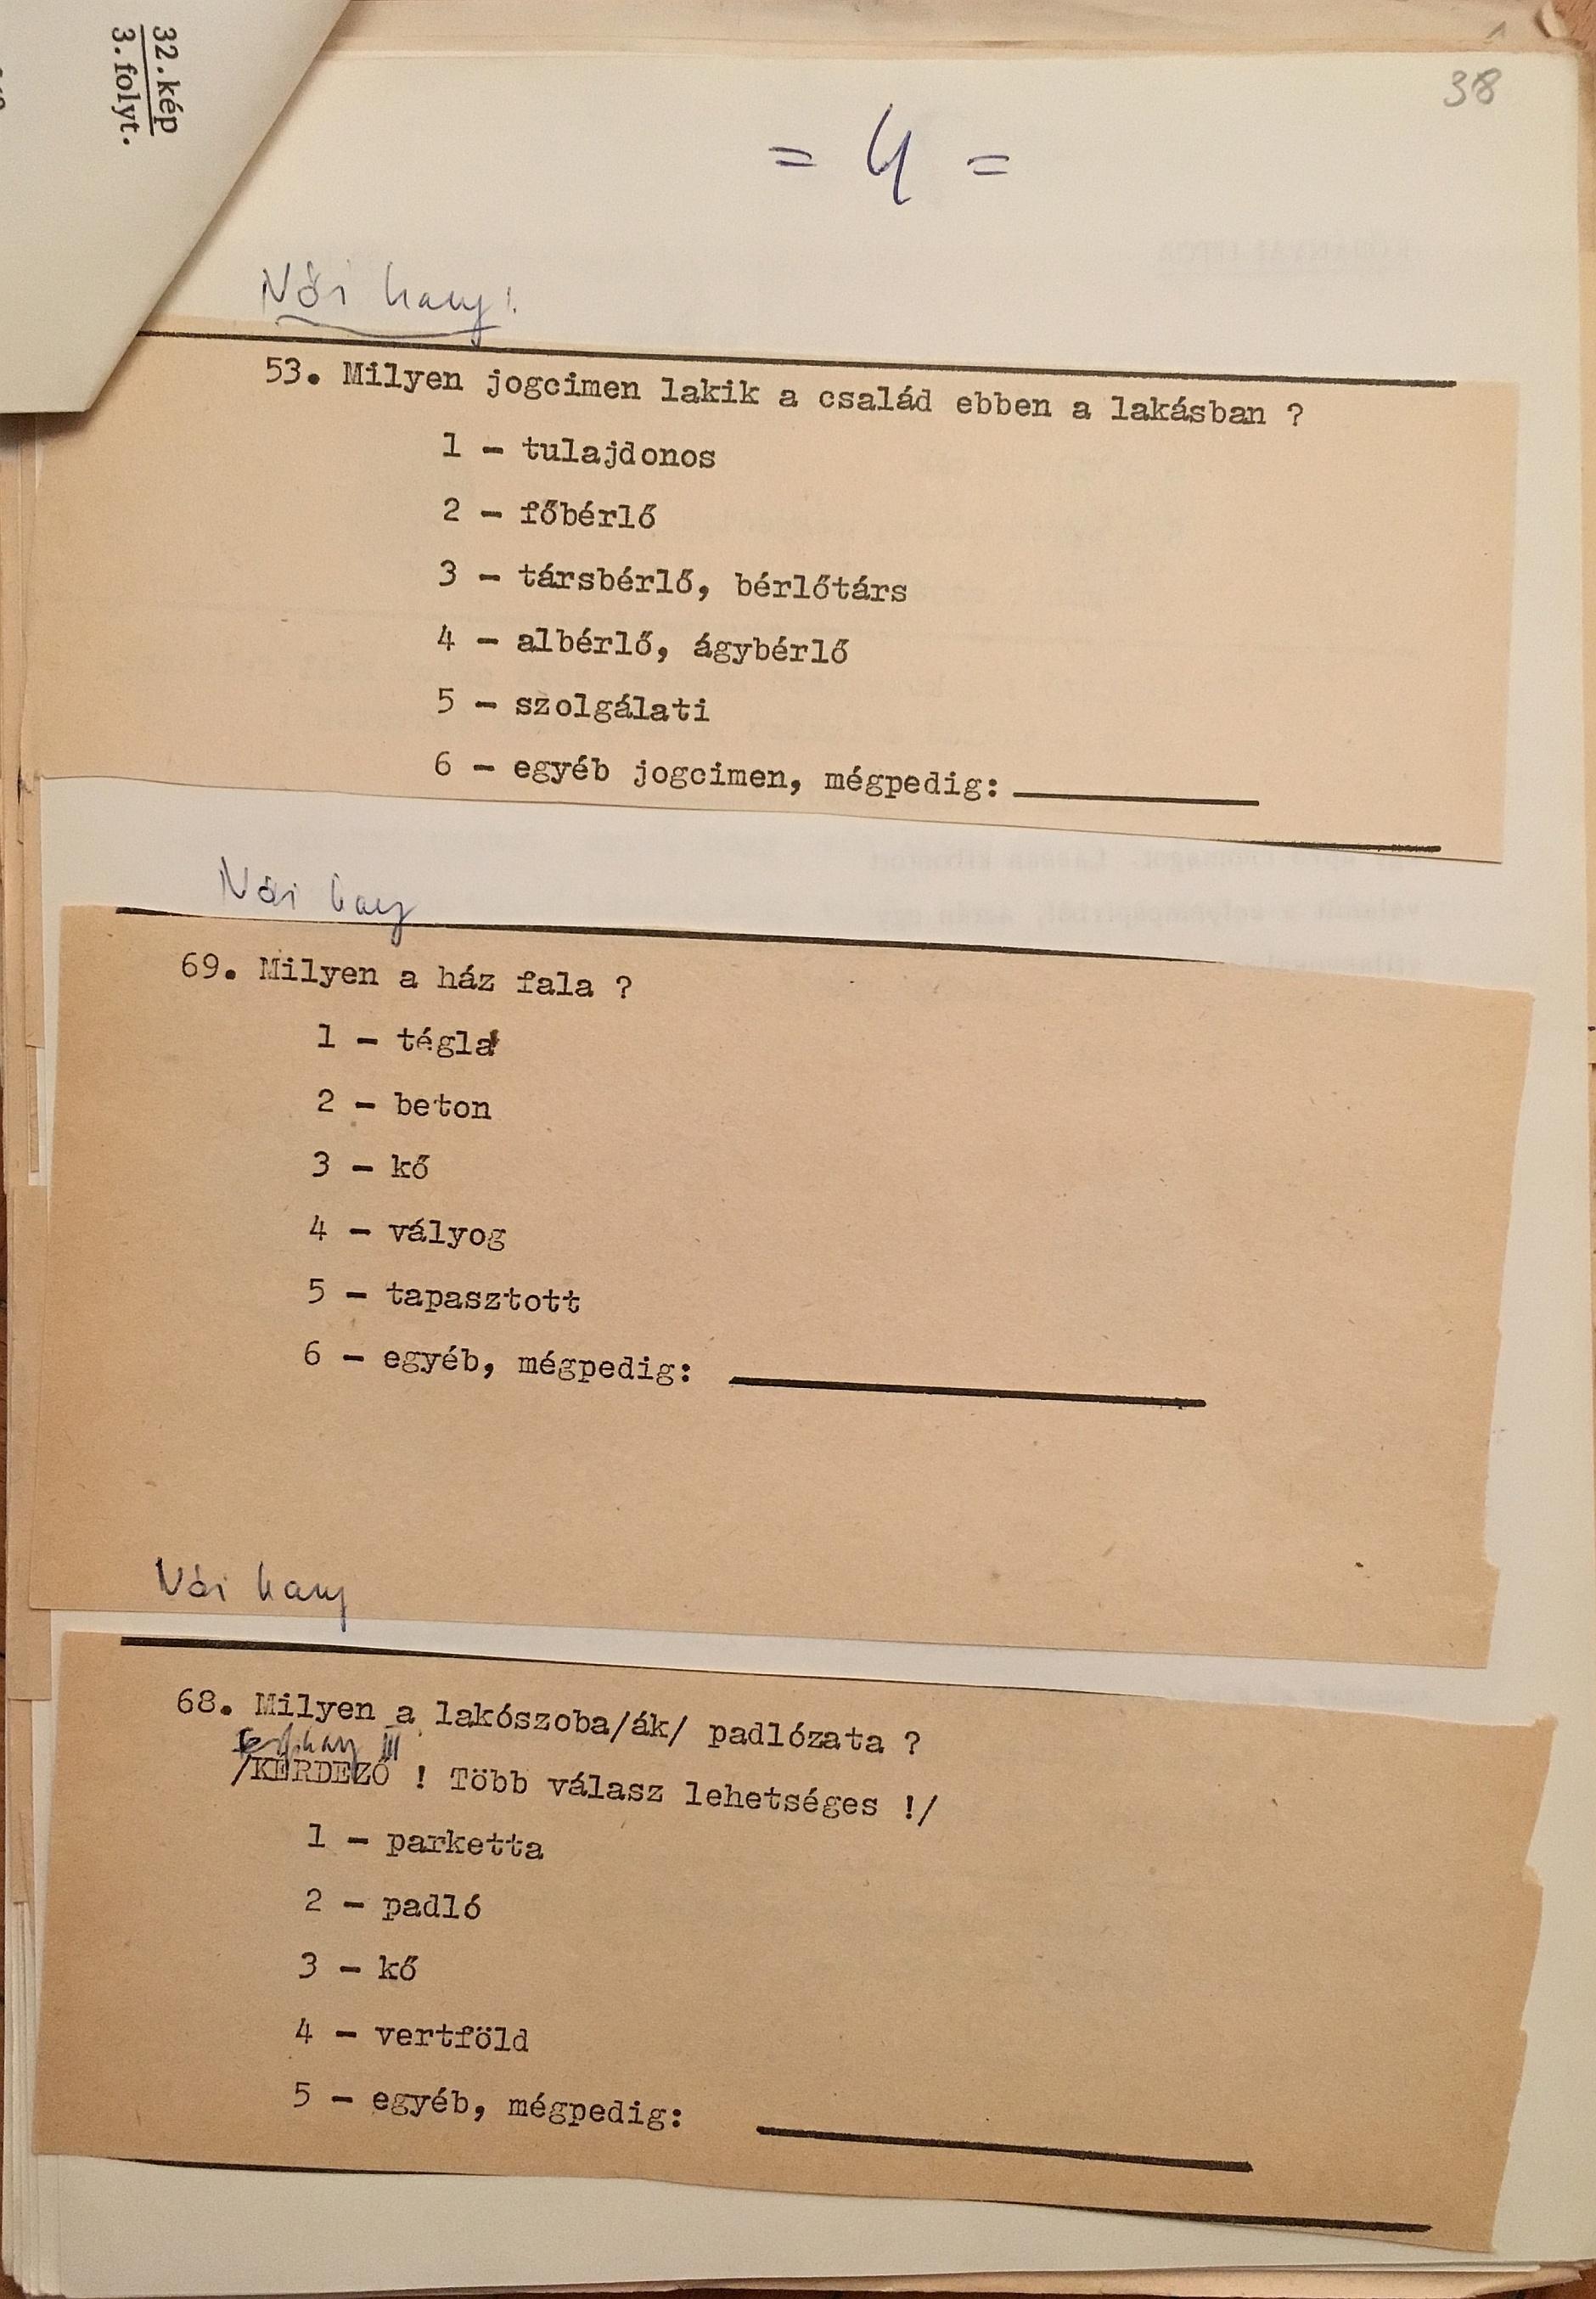 32.kép
3.folyt.
38
= 4 =
Női hang!
53. Milyen jogcimen lakik a család ebben a lakásban ?
1 - tulajdonos
2 - főbérlő
3 - társbérlő, bérlőtárs
4 - albérlő, ágybérlő
5 - szolgálati
6 - egyéb jogcimen, mégpedig:
Női hang
69. Milyen a ház fala ?
1 - tégla
2 - beton
3 - kő
4 - vályog
5 - tapasztott
6 - egyéb, mégpedig:
Női hang
68. Milyen a lakószoba/ák/ padlózata ?
/KÉRDEZŐ ! Több válasz lehetséges !/
1 - parketta
2 - padló
3 - kő
4 - vertföld
5 - egyéb, mégpedig: